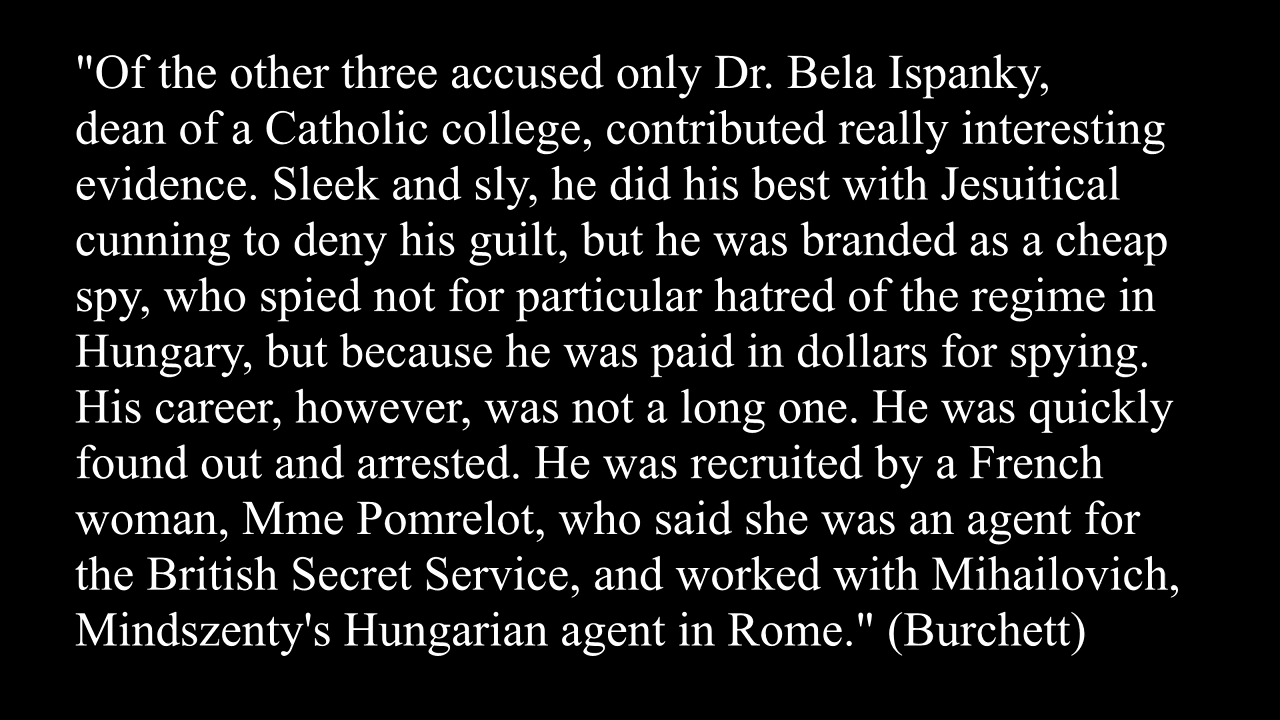 "Of the other three accused only Dr. Bela Ispanky,
dean of a Catholic college, contributed really interesting
evidence. Sleek and sly, he did his best with Jesuitical
cunning to deny his guilt, but he was branded as a cheap
spy, who spied not for particular hatred of the regime in
Hungary, but because he was paid in dollars for spying.
His career, however, was not a long one. He was quickly
found out and arrested. He was recruited by a French
woman, Mme Pomrelot, who said she was an agent for
the British Secret Service, and worked with Mihailovich,
Mindszenty's Hungarian agent in Rome." (Burchett)